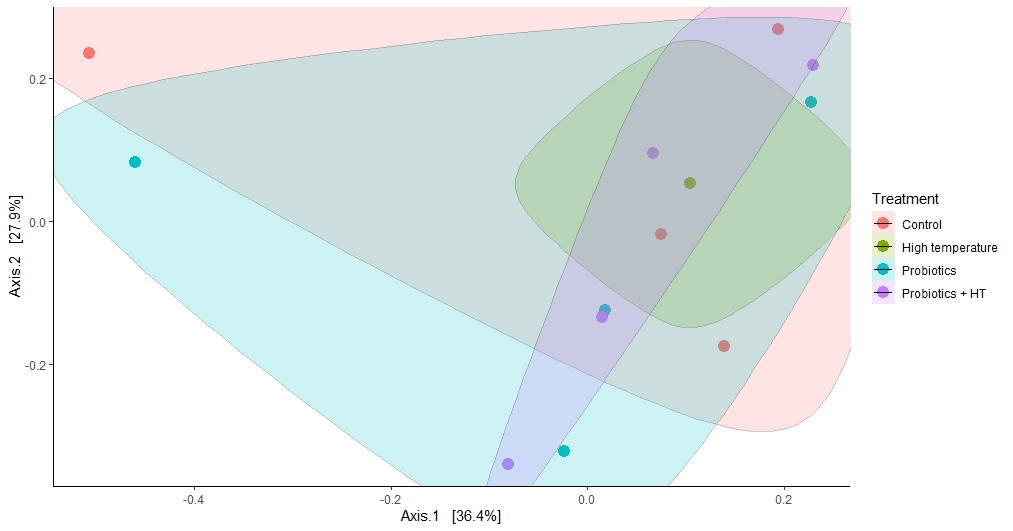 0.2
0.0
-0.2
Axis.2 [27.9%]
-0.4
-0.2
0.0
0.2
Axis.1 [36.4%]
Treatment
Control
High temperature
Probiotics
Probiotics + HT